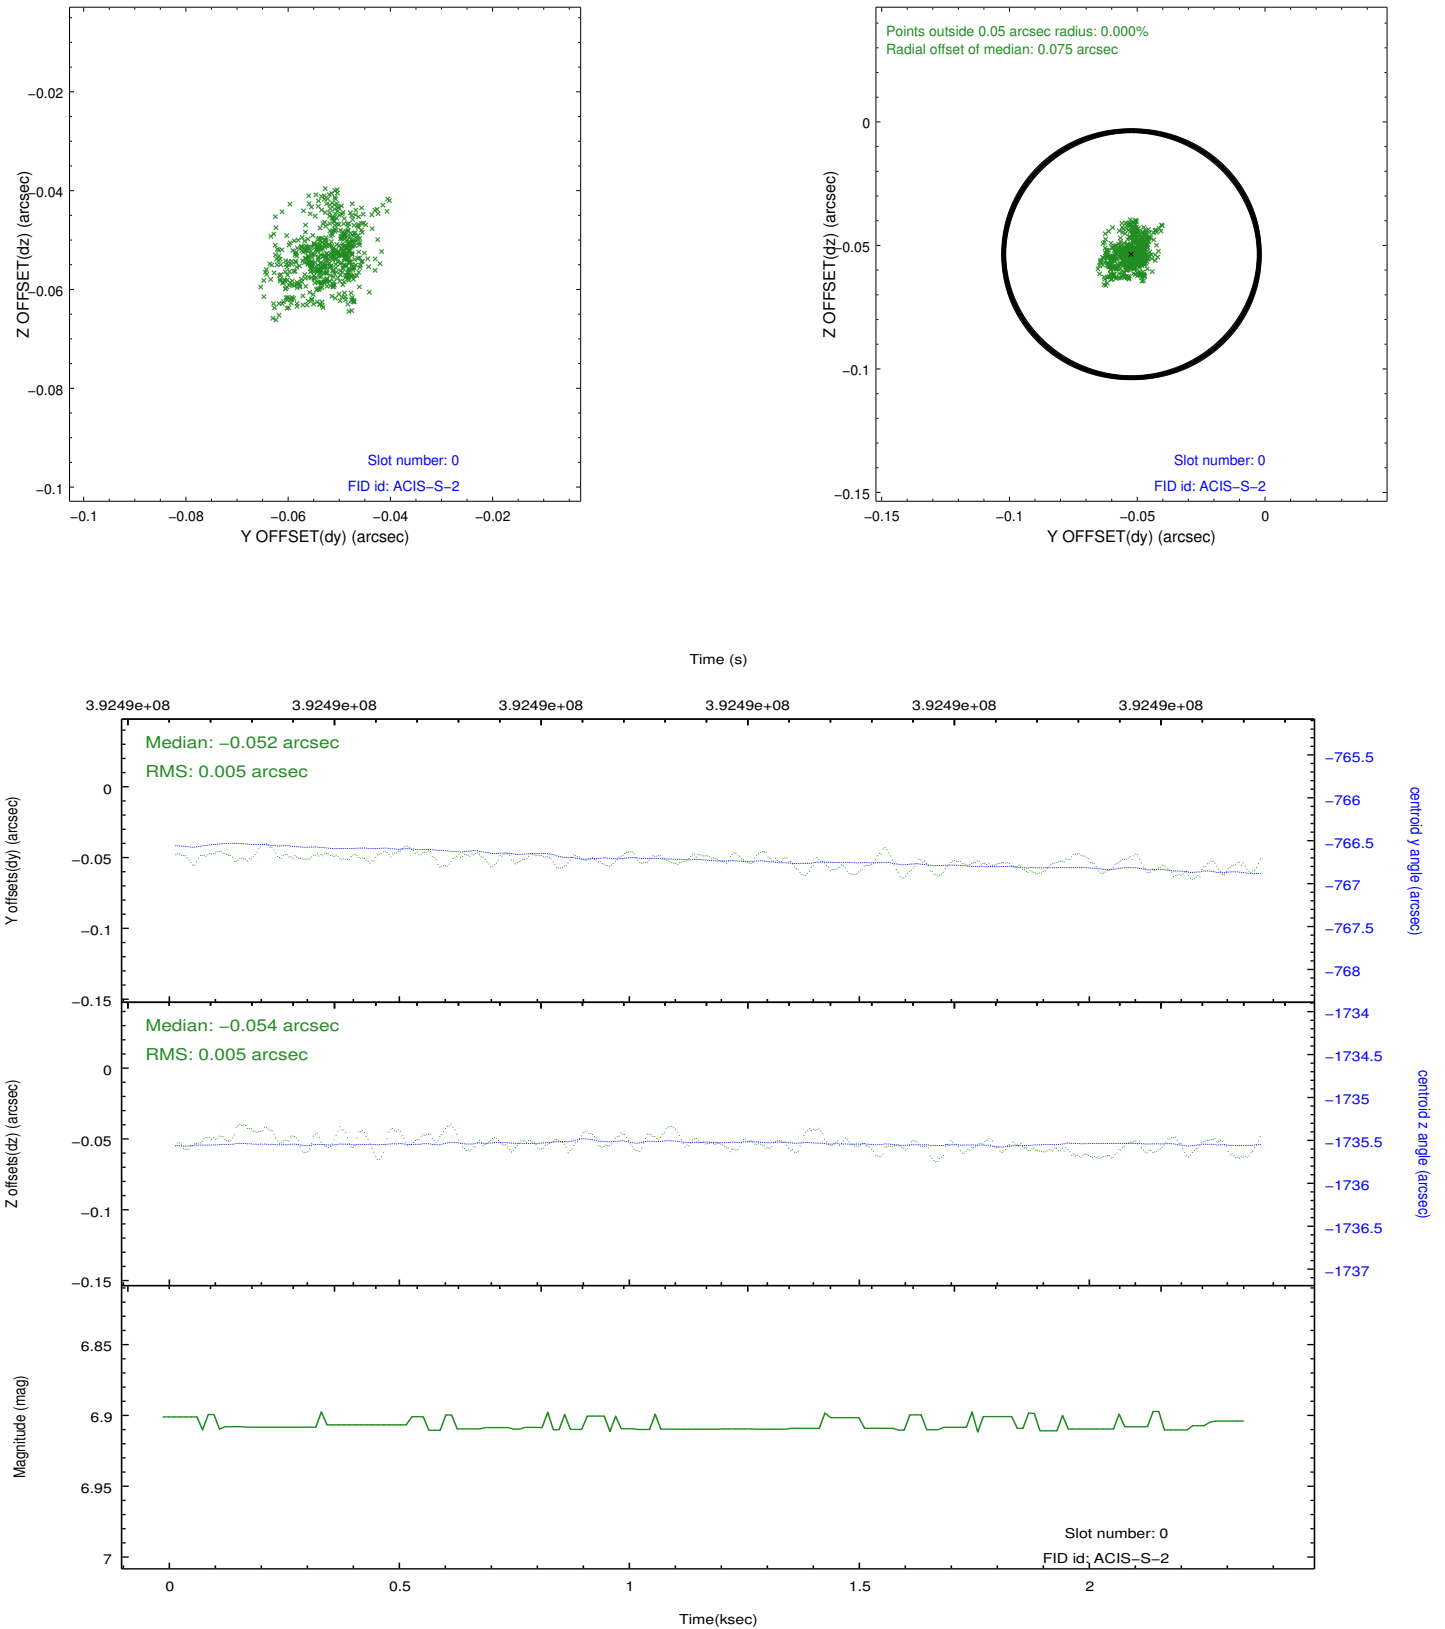 −0.02
−0.04
−0.06
−0.08
−0.1
Z OFFSET(dz) (arcsec)
Slot number: 0
FID id: ACIS−S−2
−0.1
−0.08
−0.06
−0.04
−0.02
Y OFFSET(dy) (arcsec)
Points outside 0.05 arcsec radius: 0.000%
Radial offset of median: 0.075 arcsec
0
−0.05
−0.1
−0.15
Z OFFSET(dz) (arcsec)
Slot number: 0
FID id: ACIS−S−2
−0.15
−0.1
−0.05
0
Y OFFSET(dy) (arcsec)
Time (s)
3.9249e+08
3.9249e+08
3.9249e+08
3.9249e+08
3.9249e+08
3.9249e+08
Median: −0.052 arcsec
RMS: 0.005 arcsec
0
−0.05
−0.1
−0.15
Y offsets(dy) (arcsec)
−765.5
−766
−766.5
−767
−767.5
−768
centroid y angle (arcsec)
Median: −0.054 arcsec
RMS: 0.005 arcsec
0
−0.05
−0.1
−0.15
Z offsets(dz) (arcsec)
−1734
−1734.5
−1735
−1735.5
−1736
−1736.5
−1737
centroid z angle (arcsec)
6.85
6.9
6.95
7
Magnitude (mag)
Slot number: 0
FID id: ACIS−S−2
0
0.5
1
1.5
2
Time(ksec)